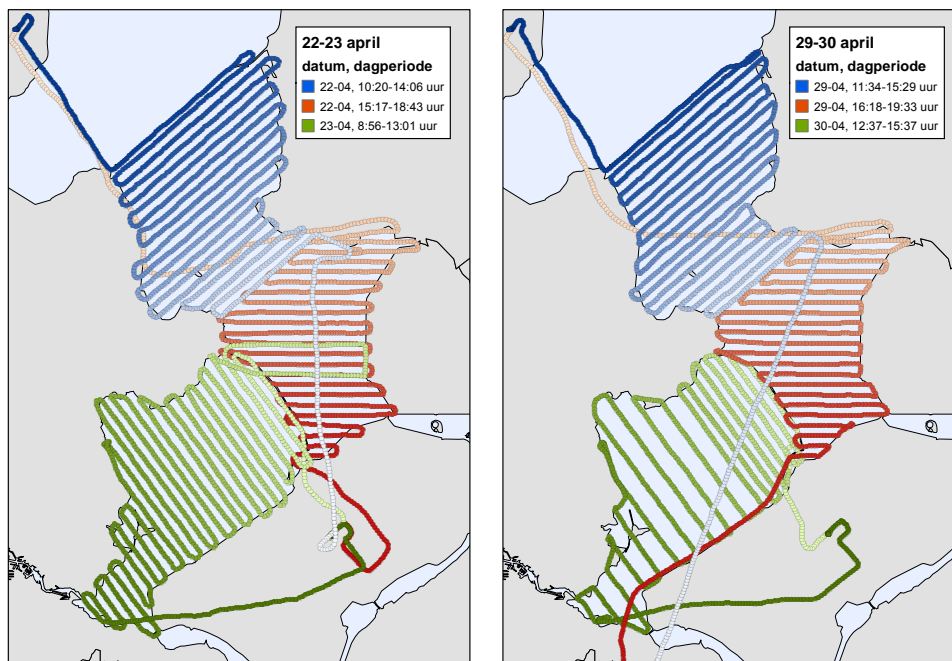 22-23 april
datum, dagperiode
22-04, 10:20-14:06 uur
22-04, 15:17-18:43 uur
23-04, 8:56-13:01 uur
29-30 april
datum, dagperiode
29-04, 11:34-15:29 uur
29-04, 16:18-19:33 uur
30-04, 12:37-15:37 uur